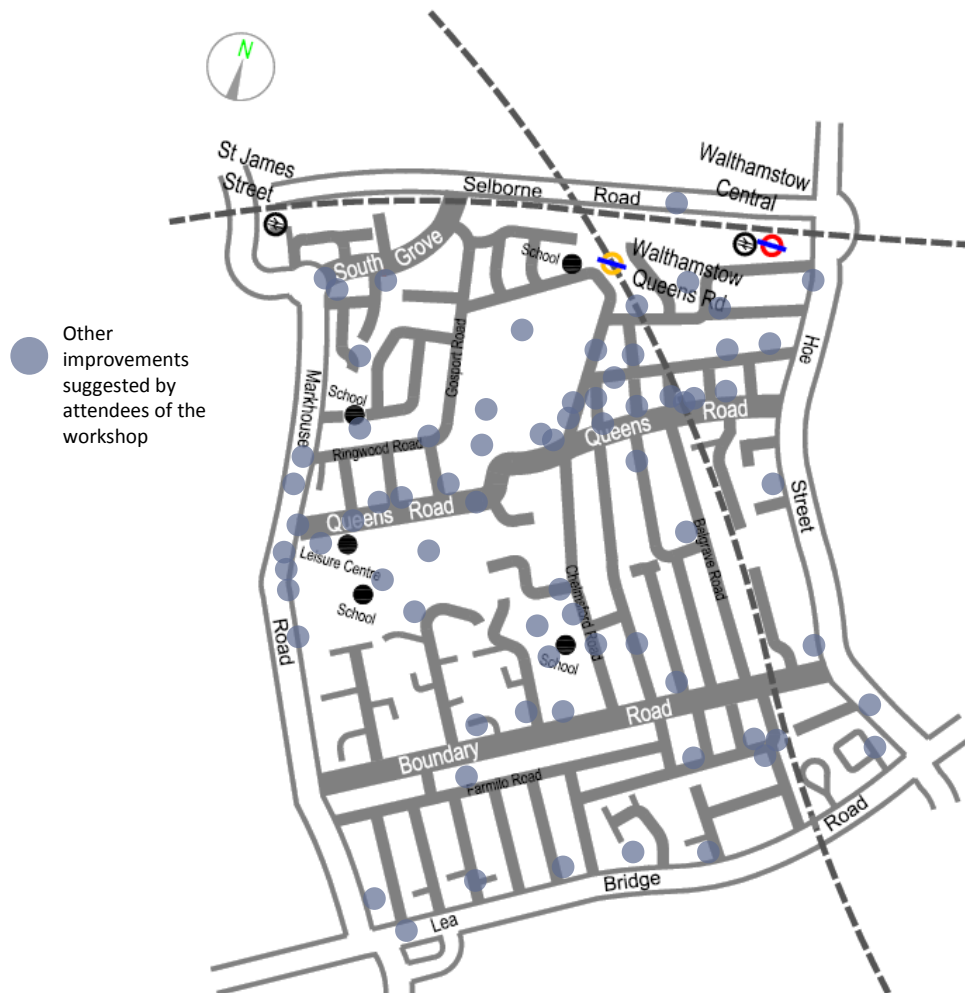 N
St James
Street
Selborne Road
Walthamstow
Central
South Grove
School
Walthamstow
Queens Rd
Other
improvements
suggested by
attendees of the
workshop
Gosport Road
Hoe
Street
Markhouse
Road
School
Ringwood Road
Queens Road
Queens Road
Leisure Centre
School
Belgrave Road
Chelmsford Road
School
Boundary Road
Farmilo Road
Lea Bridge Road